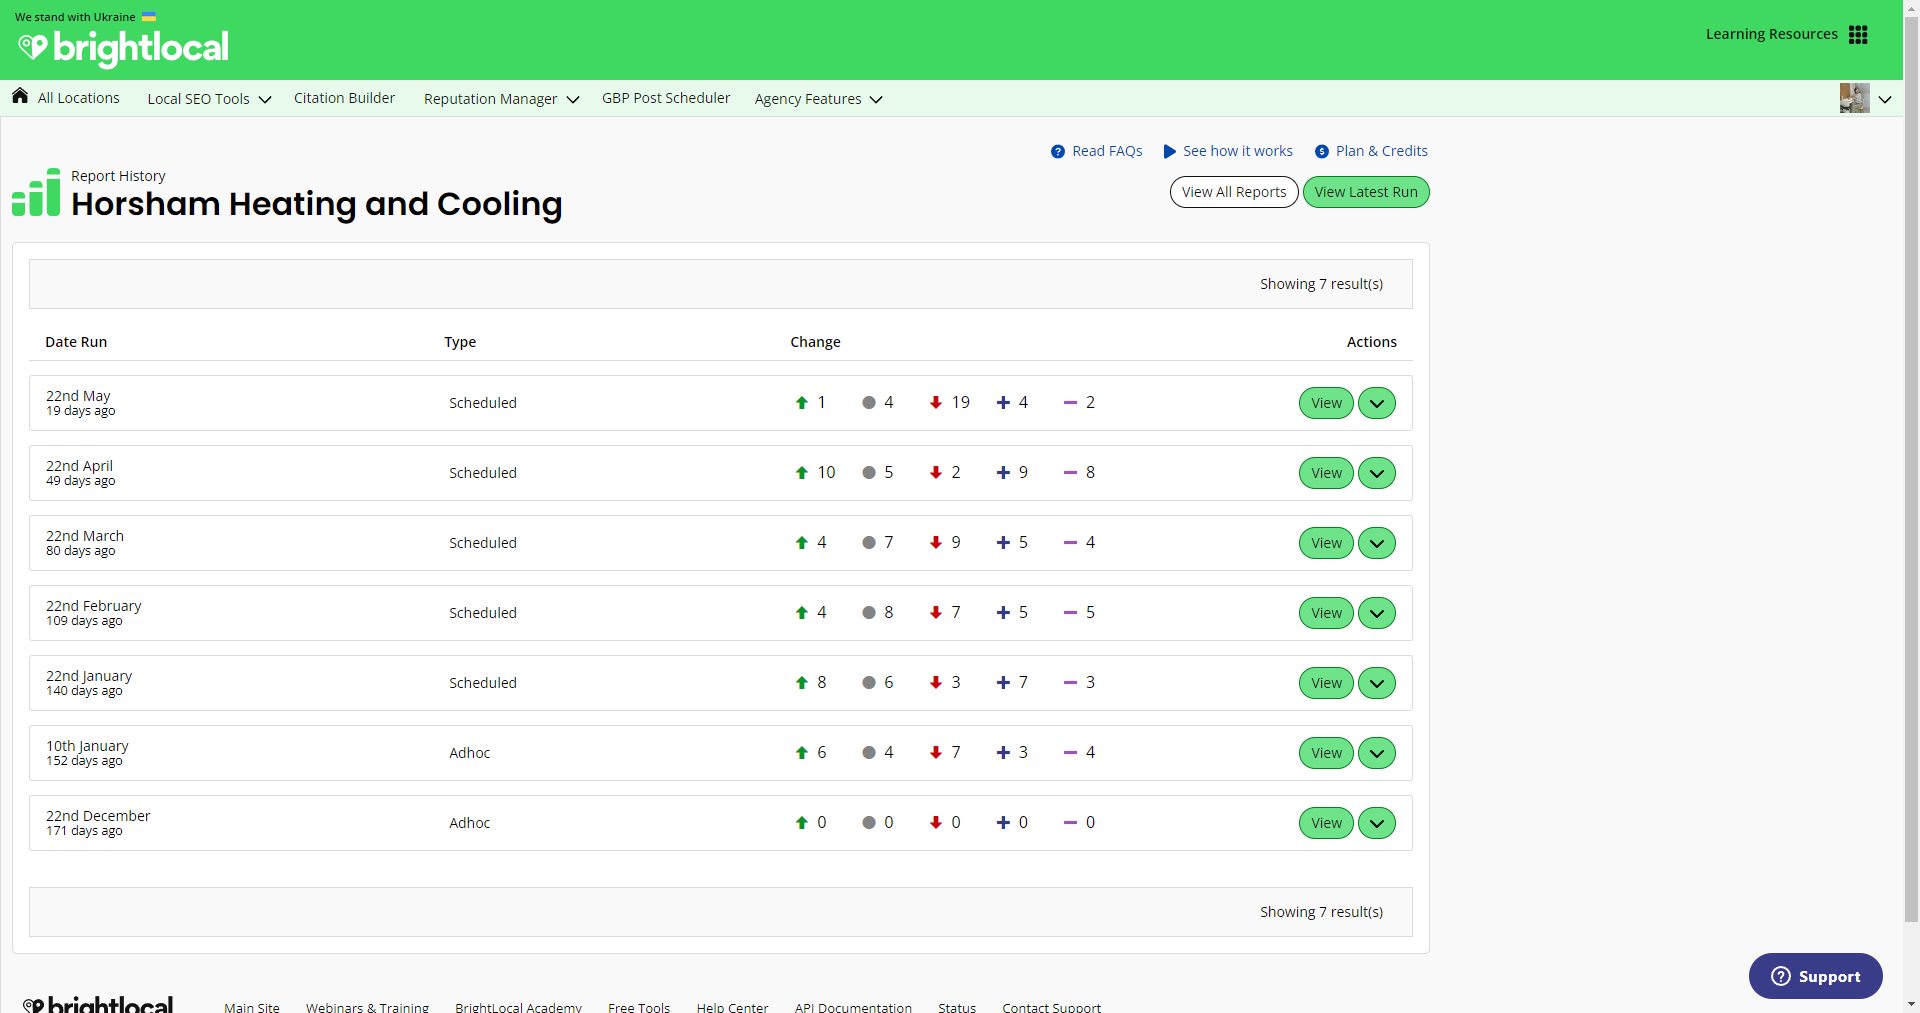 We stand with Ukraine
brightlocal
Learning Resources
All Locations Local SEO Tools Citation Builder Reputation Manager GBP Post Scheduler Agency Features
Read FAQs See how it works Plan & Credits
Report History
Horsham Heating and Cooling
View All Reports View Latest Run
Showing 7 result(s)
Date Run Type Change Actions
22nd May
19 days ago
Scheduled 1 4 19 4 2 View
22nd April
49 days ago
Scheduled 10 5 2 9 8 View
22nd March
80 days ago
Scheduled 4 7 9 5 4 View
22nd February
109 days ago
Scheduled 4 8 7 5 5 View
22nd January
140 days ago
Scheduled 8 6 3 7 3 View
10th January
152 days ago
Adhoc 6 4 7 3 4 View
22nd December
171 days ago
Adhoc 0 0 0 0 0 View
Showing 7 result(s)
Support
brightlocal Main Site Webinars & Training BrightLocal Academy Free Tools Help Center API Documentation Status Contact Support